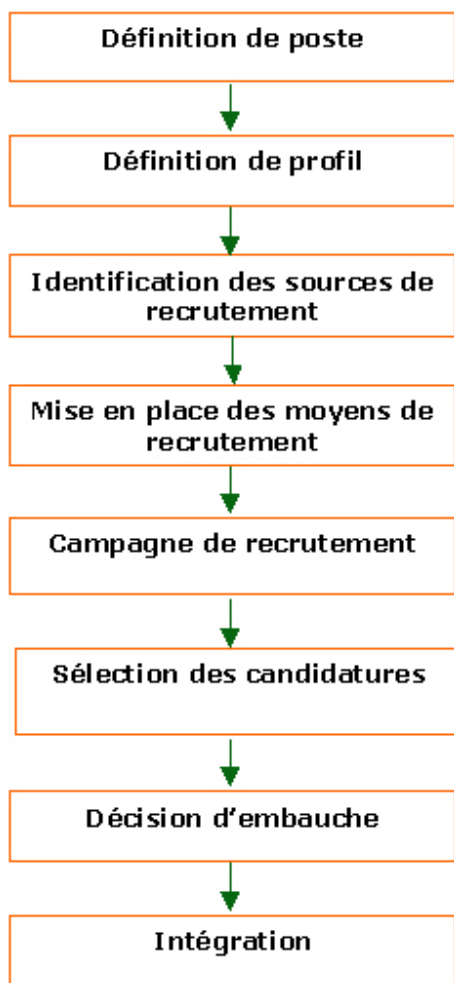 Définition de poste
Définition de profil
Identification des sources de
recrutement
Mise en place des moyens de
recrutement
Campagne de recrutement
Sélection des candidatures
Décision d'embauche
Intégration